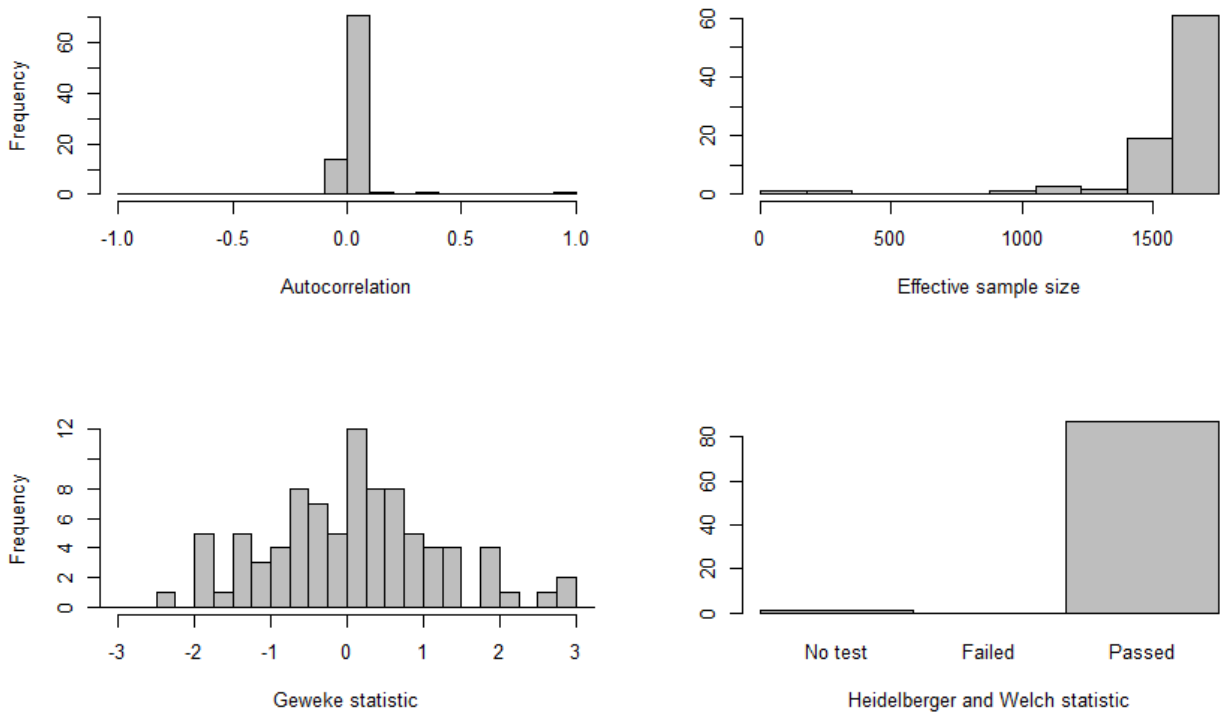 Frequency
0 20 40 60
-1.0 -0.5 0.0 0.5 1.0
Autocorrelation
0 20 40 60
0 500 1000 1500
Effective sample size
Frequency
0 2 4 6 8 12
-3 -2 -1 0 1 2 3
Geweke statistic
0 20 40 60 80
No test Failed Passed
Heidelberger and Welch statistic